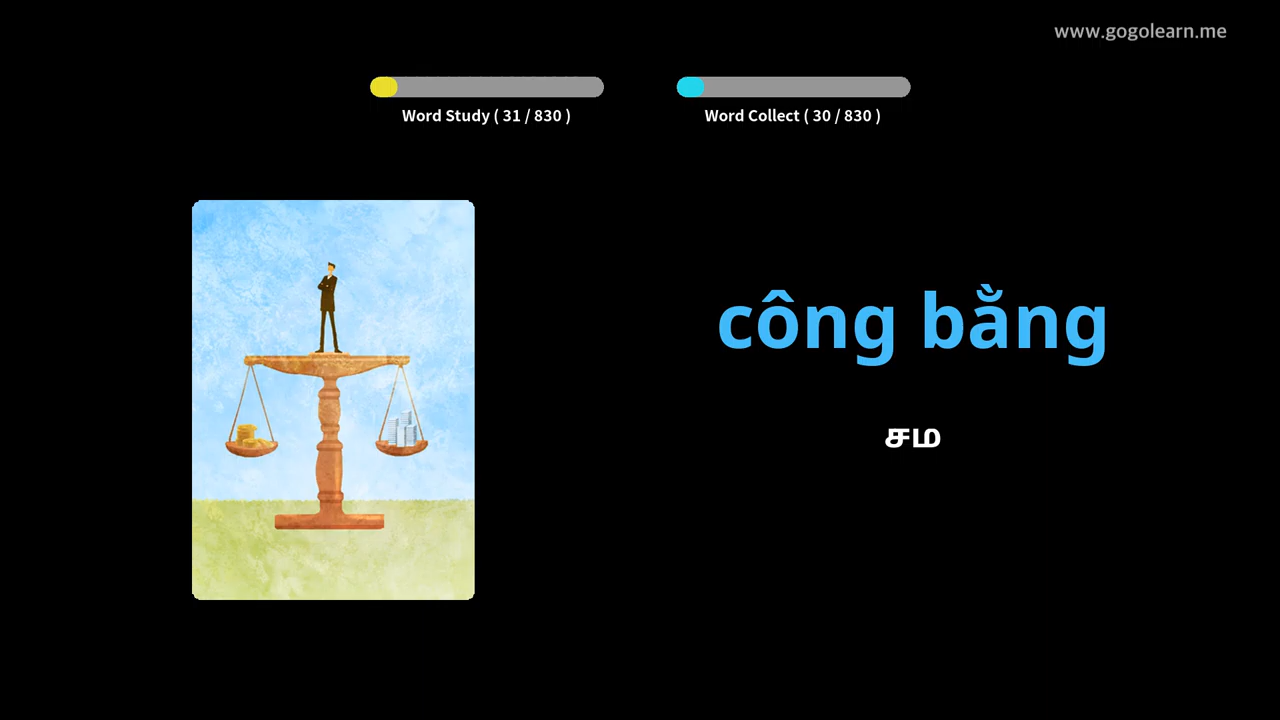 www.gogolearn.me
Word Study ( 31 / 830 )
Word Collect ( 30 / 830 )
công bằng
சம